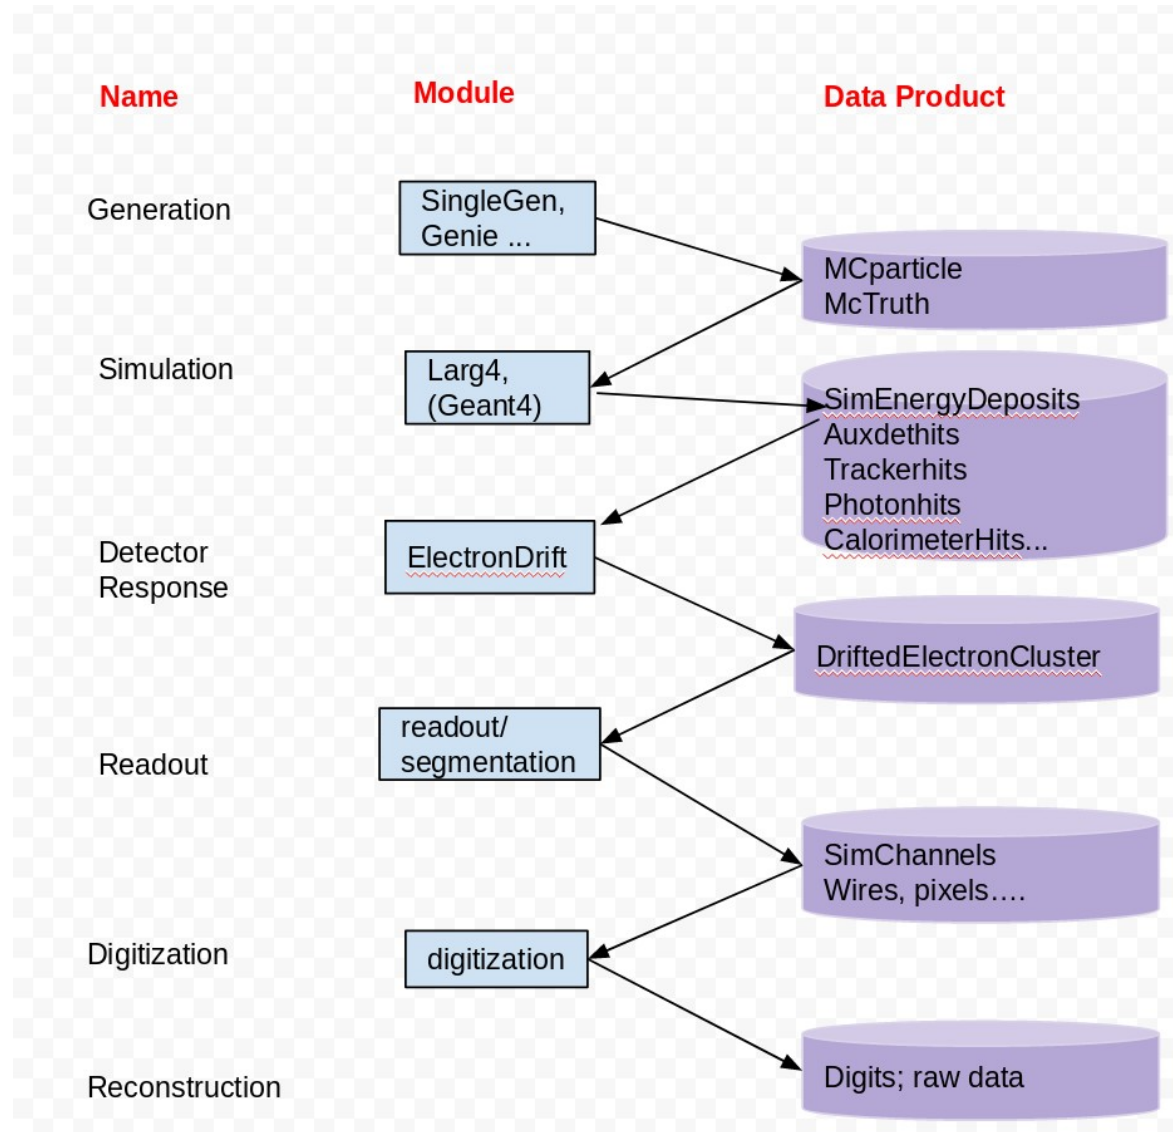 Name
Module
Data Product
Generation
SingleGen,
Genie ...
MCparticle
McTruth
Simulation
Larg4,
(Geant4)
SimEnergyDeposits
Auxdethits
Trackerhits
Photonhits
CalorimeterHits...
Detector
Response
ElectronDrift
DriftedElectronCluster
Readout
readout/
segmentation
SimChannels
Wires, pixels....
Digitization
digitization
Digits; raw data
Reconstruction